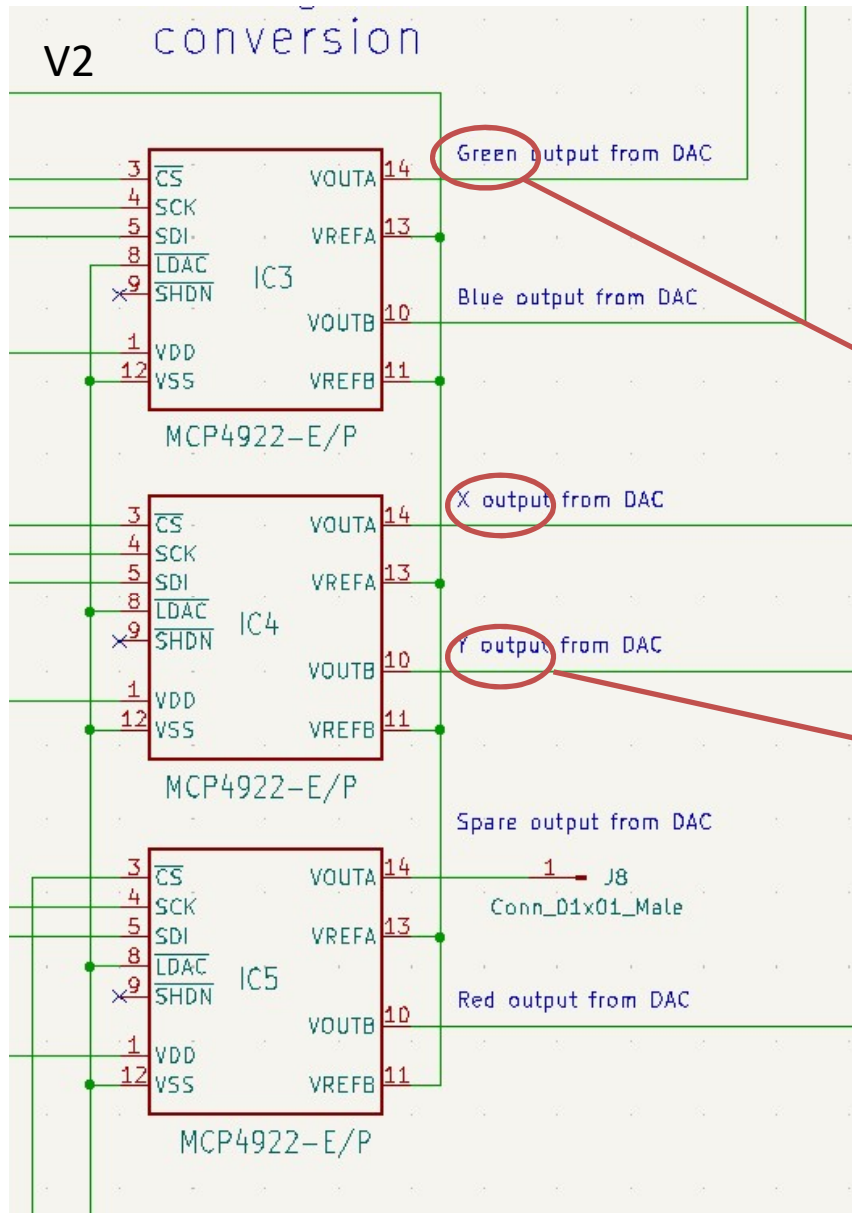 conversion
V2
Green output from DAC
3 CS VOUTA 14
4 SCK
5 SDI VREFA 13
8 LDAC
9 SHDN IC3
Blue output from DAC
VOUTB 10
1 VDD
12 VSS VREFB 11
MCP4922-E/P
X output from DAC
3 CS VOUTA 14
4 SCK
5 SDI VREFA 13
8 LDAC
9 SHDN IC4
Y output from DAC
VOUTB 10
1 VDD
12 VSS VREFB 11
MCP4922-E/P
Spare output from DAC
3 CS VOUTA 14 1 J8
4 SCK Conn_01x01_Male
5 SDI VREFA 13
8 LDAC
9 SHDN IC5
Red output from DAC
VOUTB 10
1 VDD
12 VSS VREFB 11
MCP4922-E/P